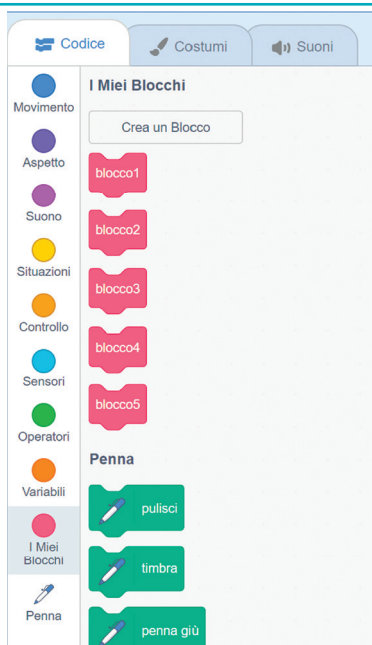 Codice
Costumi
Suoni
Movimento
Aspetto
Suono
Situazioni
Controllo
Sensori
Operatori
Variabili
I Miei
Blocchi
Penna
I Miei Blocchi
Crea un Blocco
blocco1
blocco2
blocco3
blocco4
blocco5
Penna
pulisci
timbra
penna giù